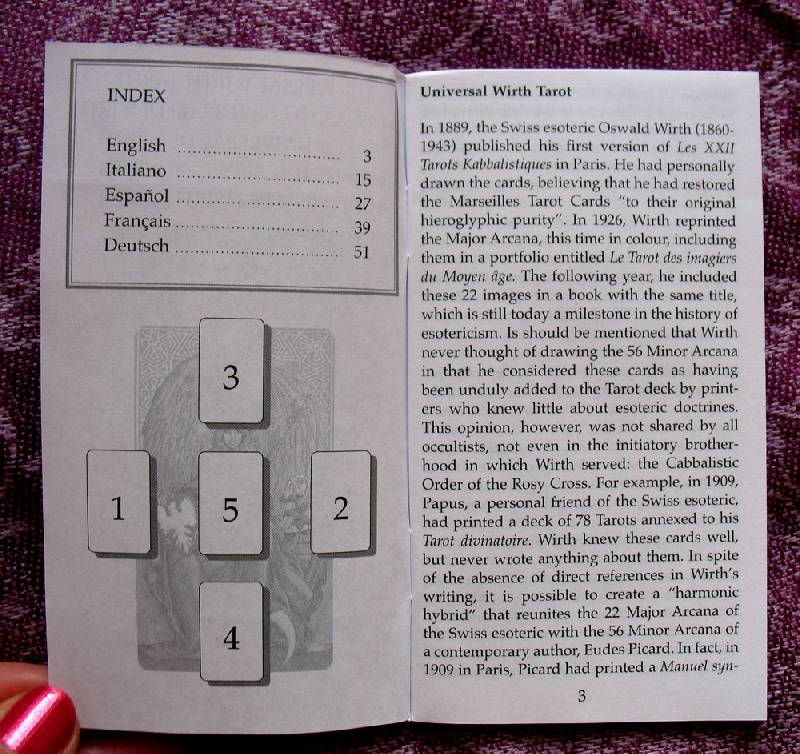 INDEX
English ................................ 3
Italiano ................................ 15
Español ................................ 27
Français ................................ 39
Deutsch ................................ 51
3
1 5 2
4
Universal Wirth Tarot
In 1889, the Swiss esoteric Oswald Wirth (1860-
1943) published his first version of Les XXII
Tarots Kabbalistiques in Paris. He had personally
drawn the cards, believing that he had restored
the Marseilles Tarot Cards "to their original
hieroglyphic purity". In 1926, Wirth reprinted
the Major Arcana, this time in colour, including
them in a portfolio entitled Le Tarot des imagiers
du Moyen âge. The following year, he included
these 22 images in a book with the same title,
which is still today a milestone in the history of
esotericism. Is should be mentioned that Wirth
never thought of drawing the 56 Minor Arcana
in that he considered these cards as having
been unduly added to the Tarot deck by print-
ers who knew little about esoteric doctrines.
This opinion, however, was not shared by all
occultists, not even in the initiatory brother-
hood in which Wirth served: the Cabbalistic
Order of the Rosy Cross. For example, in 1909,
Papus, a personal friend of the Swiss esoteric,
had printed a deck of 78 Tarots annexed to his
Tarot divinatoire. Wirth knew these cards well,
but never wrote anything about them. In spite
of the absence of direct references in Wirth's
writing, it is possible to create a "harmonic
hybrid" that reunites the 22 Major Arcana of
the Swiss esoteric with the 56 Minor Arcana of
a contemporary author, Eudes Picard. In fact, in
1909 in Paris, Picard had printed a Manuel syn-
3